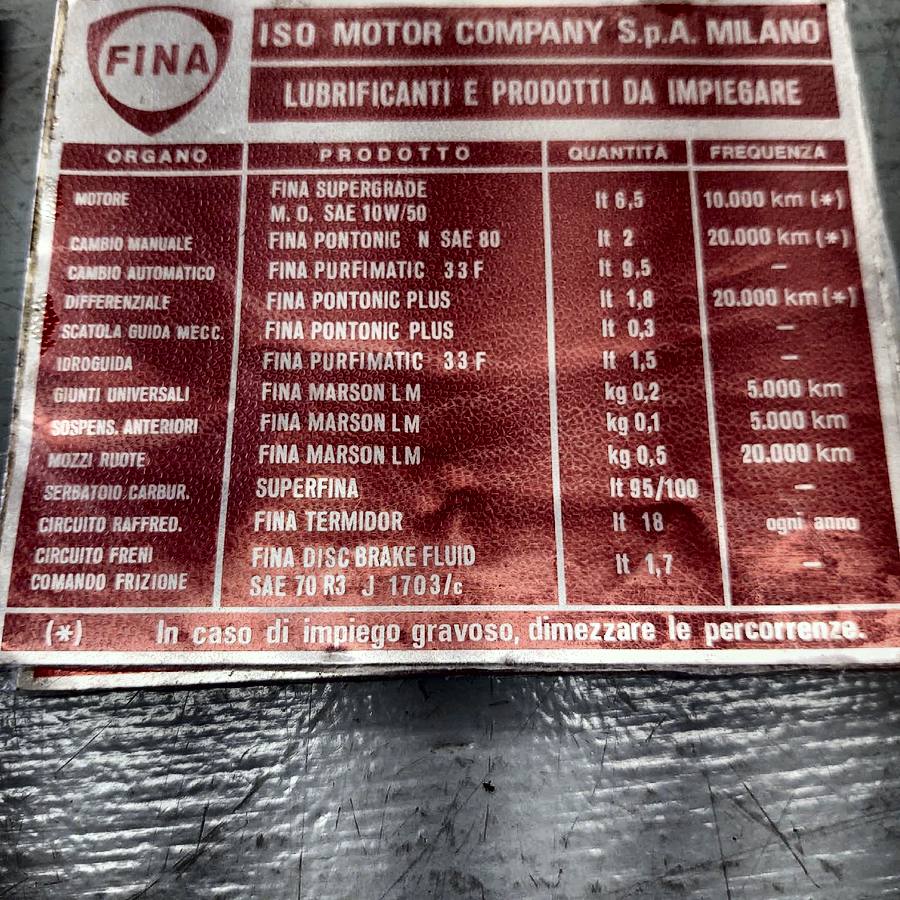 FINA
ISO MOTOR COMPANY S.p.A. MILANO
LUBRIFICANTI E PRODOTTI DA IMPIEGARE
ORGANO PRODOTTO QUANTITÀ FREQUENZA
MOTORE FINA SUPERGRADE M. O. SAE 10W/50 lt 6,5 10.000 km (*)
CAMBIO MANUALE FINA PONTONIC N SAE 80 lt 2 20.000 km (*)
CAMBIO AUTOMATICO FINA PURFIMATIC 33F lt 9,5 –
DIFFERENZIALE FINA PONTONIC PLUS lt 1,8 20.000 km (*)
SCATOLA GUIDA MECC. FINA PONTONIC PLUS lt 0,3 –
IDROGUIDA FINA PURFIMATIC 33F lt 1,5 –
GIUNTI UNIVERSALI FINA MARSON LM kg 0,2 5.000 km
SOSPENS. ANTERIORI FINA MARSON LM kg 0,1 5.000 km
MOZZI RUOTE FINA MARSON LM kg 0,5 20.000 km
SERBATOIO CARBUR. SUPERFINA lt 95/100 –
CIRCUITO RAFFRED. FINA TERMIDOR lt 18 ogni anno
CIRCUITO FRENI FINA DISC BRAKE FLUID lt 1,7 –
COMANDO FRIZIONE SAE 70 R3 J 1703/c
(*) In caso di impiego gravoso, dimezzare le percorrenze.